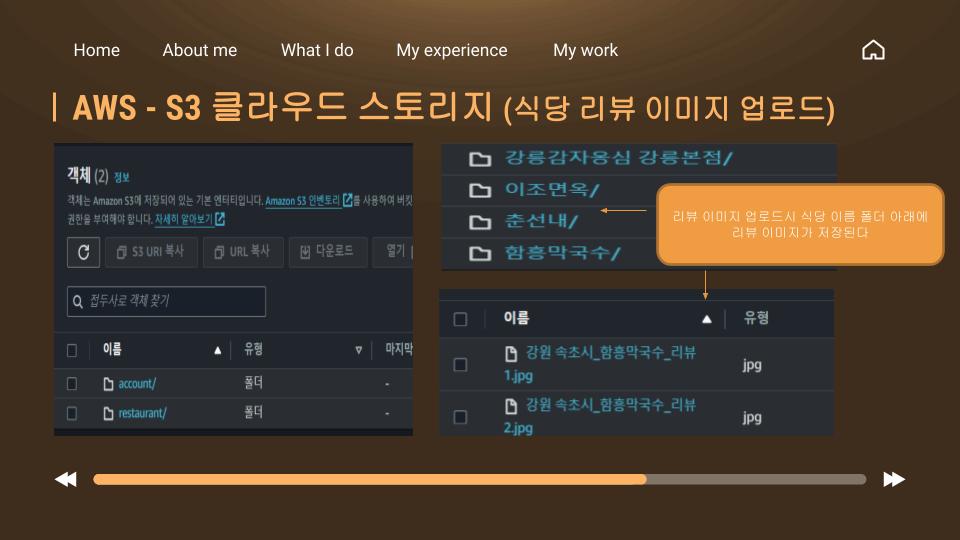 Home About me What I do My experience My work
AWS - S3 클라우드 스토리지 (식당 리뷰 이미지 업로드)
객체 (2) 정보
객체는 Amazon S3에 저장되어 있는 기본 엔터티입니다. Amazon S3 인벤토리 를 사용하여 버킷
권한을 부여해야 합니다. 자세히 알아보기
S3 URI 복사 URL 복사 다운로드 열기
접두사로 객체 찾기
이름 유형 마지막
account/ 폴더 -
restaurant/ 폴더 -
강릉감자옹심 강릉본점/
이조면옥/
춘선내/
함흥막국수/
리뷰 이미지 업로드시 식당 이름 폴더 아래에
리뷰 이미지가 저장된다
이름 유형
강원 속초시_함흥막국수_리뷰
1.jpg jpg
강원 속초시_함흥막국수_리뷰
2.jpg jpg